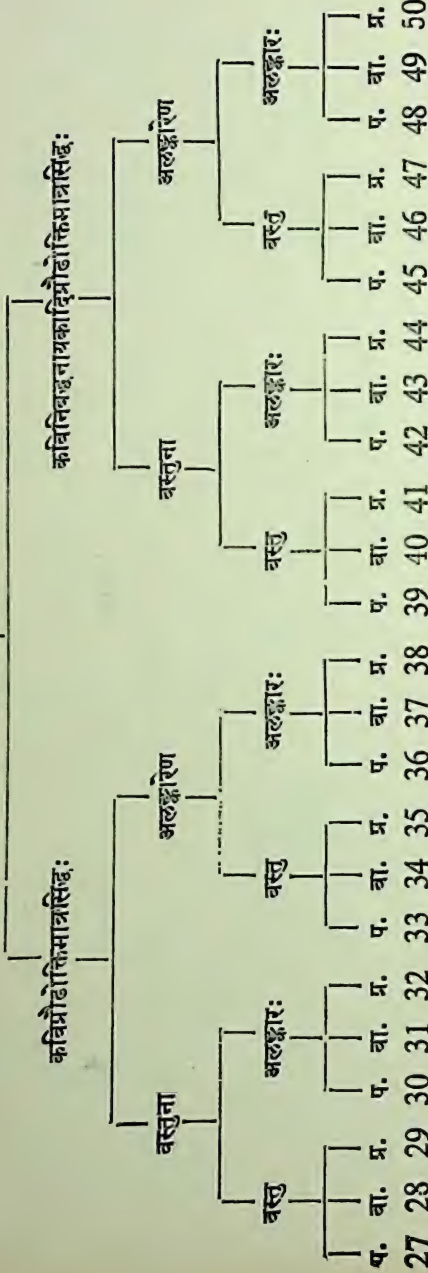 कविप्रौढोक्तिमात्रसिद्धः कविनिबद्धनायकादिप्रौढोक्तिमात्रसिद्धः
वस्तुना अलङ्कारेण वस्तुना अलङ्कारेण
वस्तु अलङ्कारः वस्तु अलङ्कारः वस्तु अलङ्कारः वस्तु अलङ्कारः
प. वा. प्र. प. वा. प्र. प. वा. प्र. प. वा. प्र. प. वा. प्र. प. वा. प्र. प. वा. प्र. प. वा. प्र.
27 28 29 30 31 32 33 34 35 36 37 38 39 40 41 42 43 44 45 46 47 48 49 50